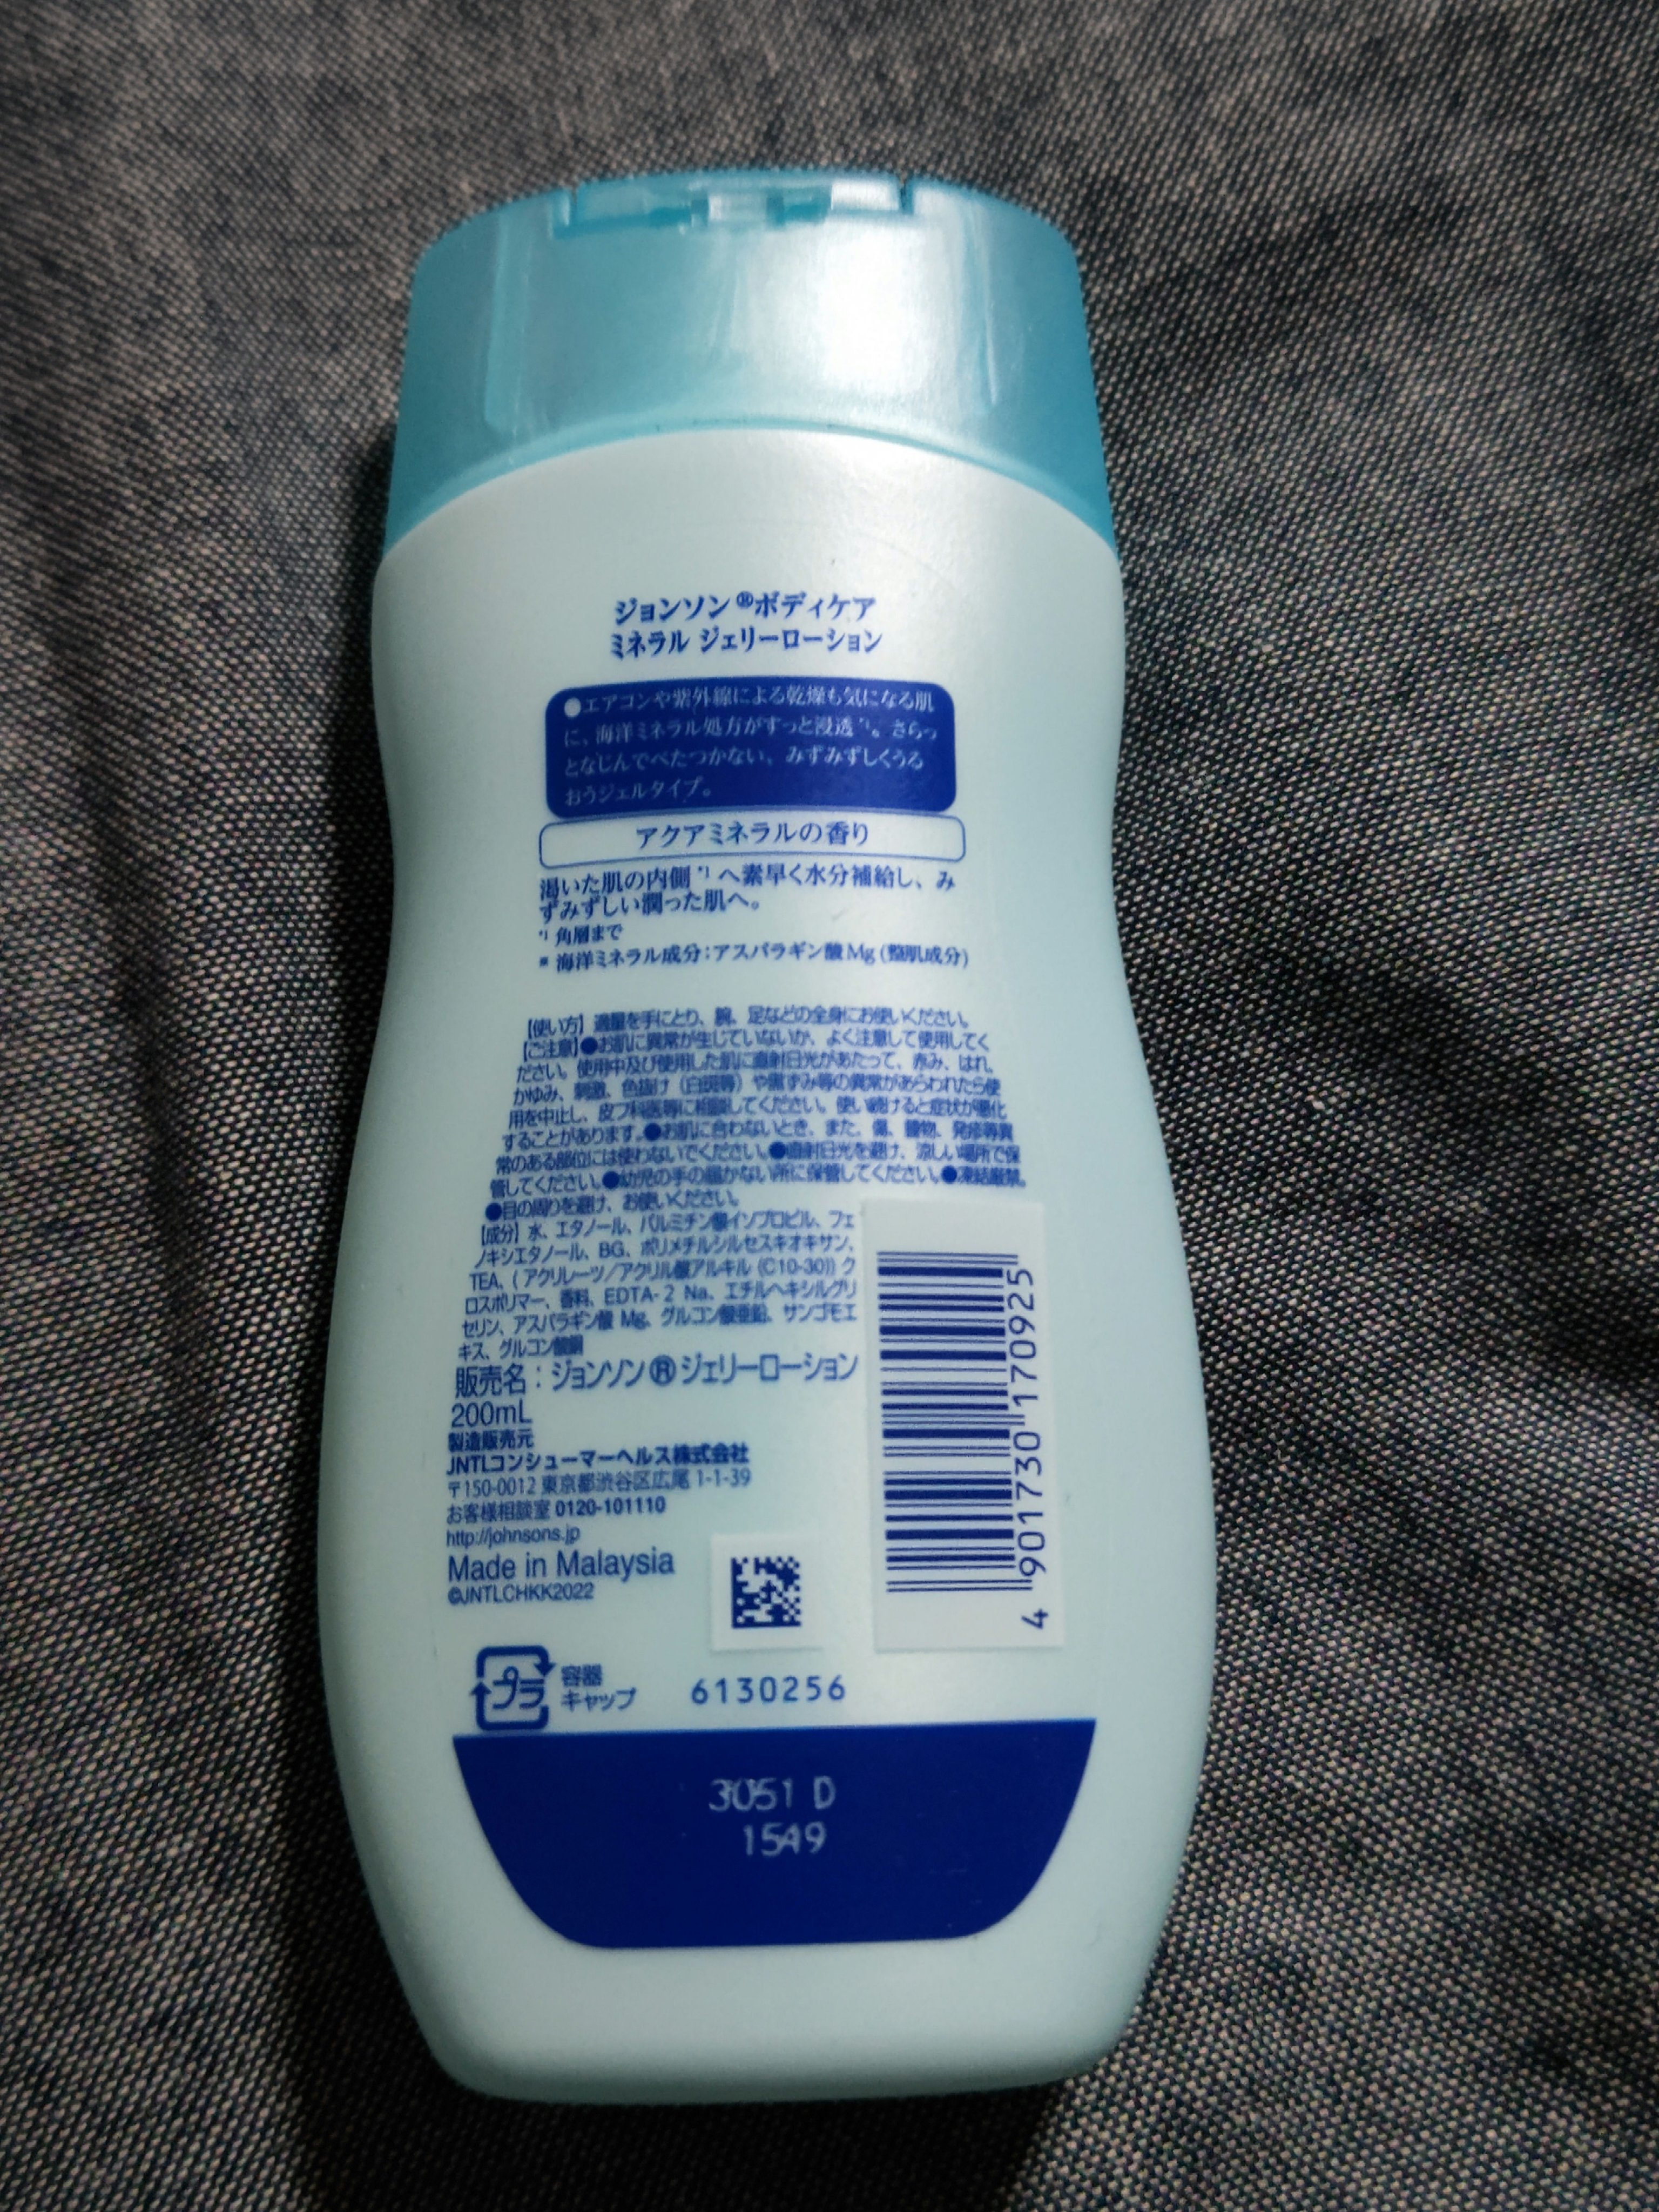 ジョンソン®ボディケア
ミネラル ジェリーローション
●エアコンや紫外線による乾燥も気になる肌
に、海洋ミネラル処方がすっと浸透*1。さらっ
となじんでべたつかない、みずみずしくうる
おうジェルタイプ。
アクアミネラルの香り
渇いた肌の内側*1へ素早く水分補給し、み
ずみずしい潤った肌へ。
*1 角層まで
* 海洋ミネラル成分:アスパラギン酸Mg (整肌成分)
【使い方】適量を手にとり、腕、足などの全身にお使いください。
【ご注意】●お肌に異常が生じていないか、よく注意して使用してく
ださい。使用中及び使用した肌に直射日光があたって、赤み、はれ、
かゆみ、刺激、色抜け（白斑等）や黒ずみ等の異常があらわれたら使
用を中止し、皮フ科医等に相談してください。使い続けると症状が悪化
することがあります。●お肌に合わないとき、また、傷、腫物、発疹等異
常のある部位には使わないでください。●直射日光を避け、涼しい場所で保
管してください。●幼児の手の届かない所に保管してください。●凍結厳禁。
●目の周りを避け、お使いください。
【成分】水、エタノール、パルミチン酸イソプロピル、フェ
ノキシエタノール、BG、ポリメチルシルセスキオキサン、
TEA、( アクリレーツ／アクリル酸アルキル (C10-30)) ク
ロスポリマー、香料、EDTA- 2 Na、エチルヘキシルグリ
セリン、アスパラギン酸 Mg、グルコン酸亜鉛、サンゴモエ
キス、グルコン酸銅
販売名：ジョンソン®ジェリーローション
200mL
製造販売元
JNTLコンシューマーヘルス株式会社
〒150-0012 東京都渋谷区広尾 1-1-39
お客様相談室 0120-101110
http://johnsons.jp
Made in Malaysia
©JNTLCHKK2022
4 901730 170925
プラ
容器
キャップ
6130256
3051 D
1549